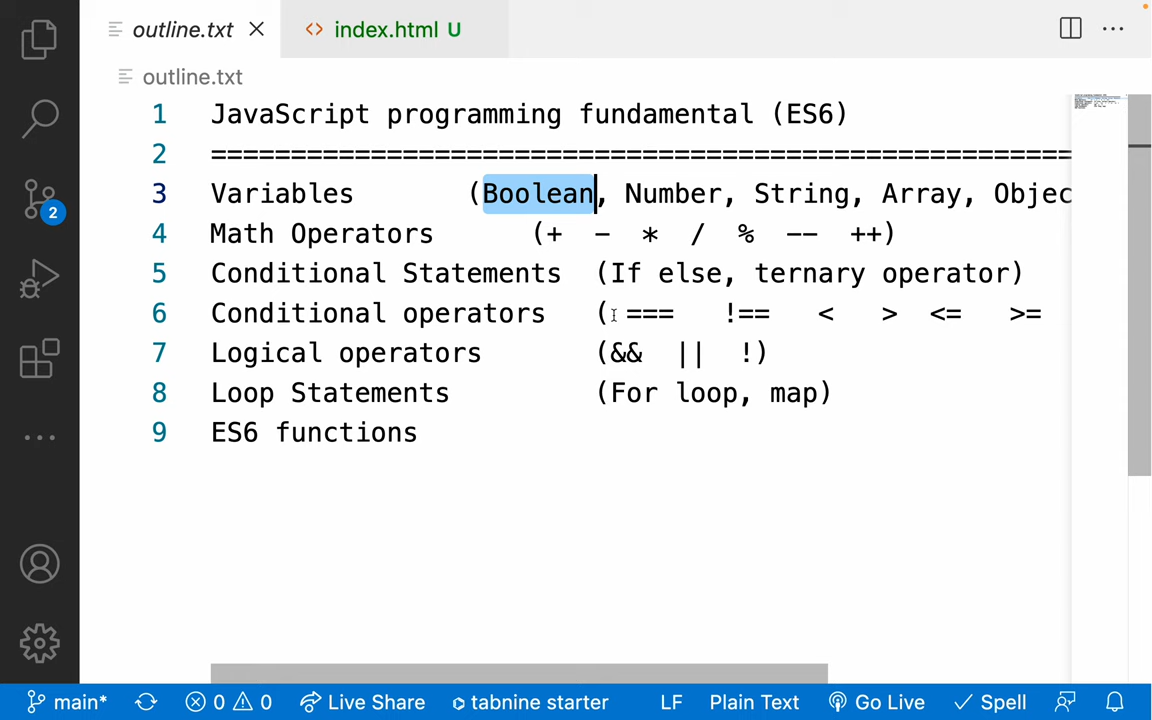 outline.txt
index.html U
outline.txt
1 JavaScript programming fundamental (ES6)
2 ======================================================
3 Variables (Boolean, Number, String, Array, Objec
4 Math Operators (+ - * / % -- ++)
5 Conditional Statements (If else, ternary operator)
6 Conditional operators ( === !== < > <= >=
7 Logical operators (&& || !)
8 Loop Statements (For loop, map)
9 ES6 functions
2
main* 0 0 Live Share tabnine starter LF Plain Text Go Live Spell